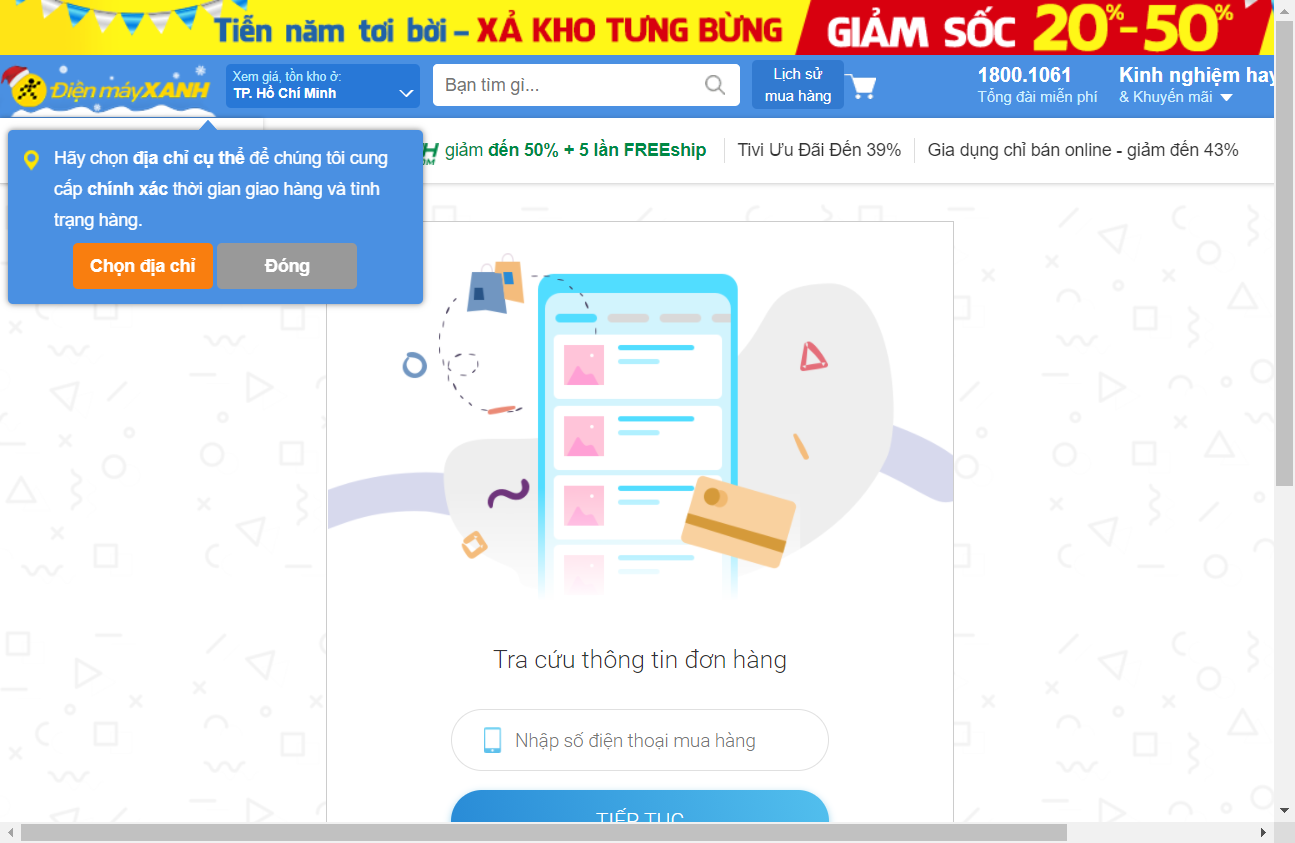 Tiễn năm tơi bời – XẢ KHO TƯNG BỪNG GIẢM SỐC 20%-50%
Điện máyXANH
Xem giá, tồn kho ở:
TP. Hồ Chí Minh
Bạn tìm gì...
Lịch sử
mua hàng
1800.1061
Tổng đài miễn phí
Kinh nghiệm hay
& Khuyến mãi
Hãy chọn địa chỉ cụ thể để chúng tôi cung
cấp chính xác thời gian giao hàng và tình
trạng hàng.
Chọn địa chỉ
Đóng
giảm đến 50% + 5 lần FREEship
Tivi Ưu Đãi Đến 39%
Gia dụng chỉ bán online - giảm đến 43%
Tra cứu thông tin đơn hàng
Nhập số điện thoại mua hàng
TIẾP TỤC